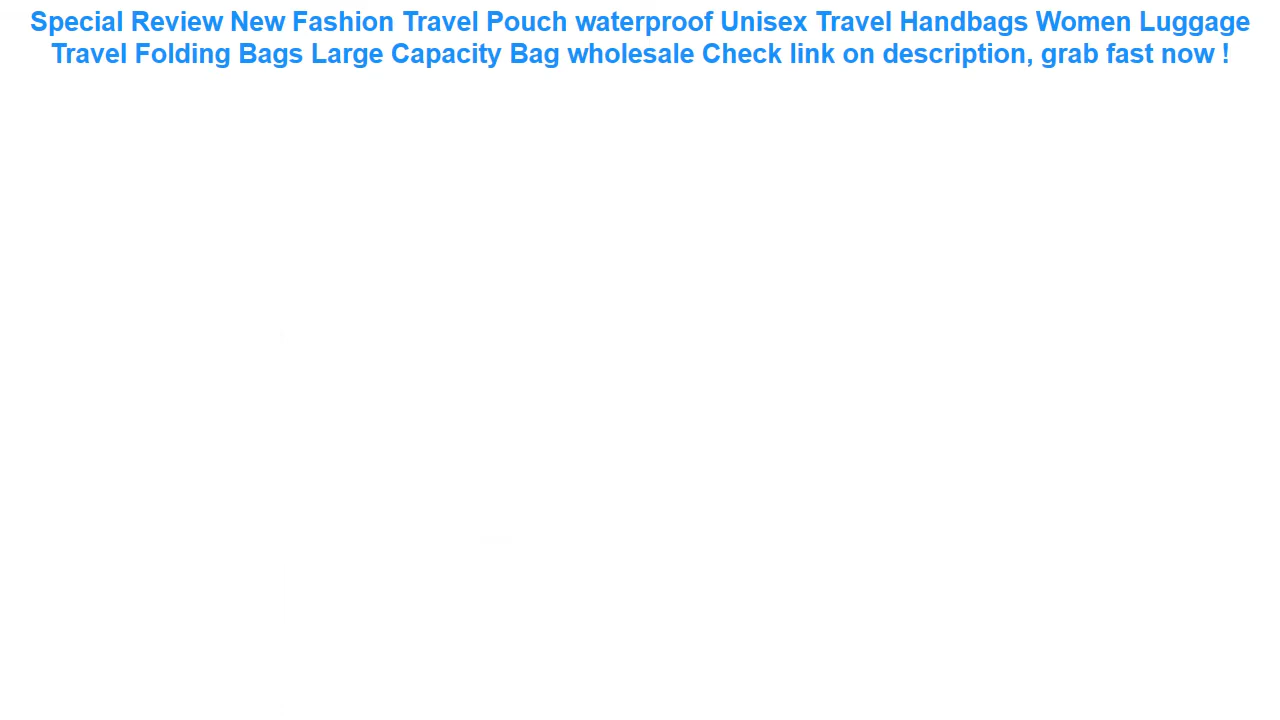 Special Review New Fashion Travel Pouch waterproof Unisex Travel Handbags Women Luggage
Travel Folding Bags Large Capacity Bag wholesale Check link on description, grab fast now !